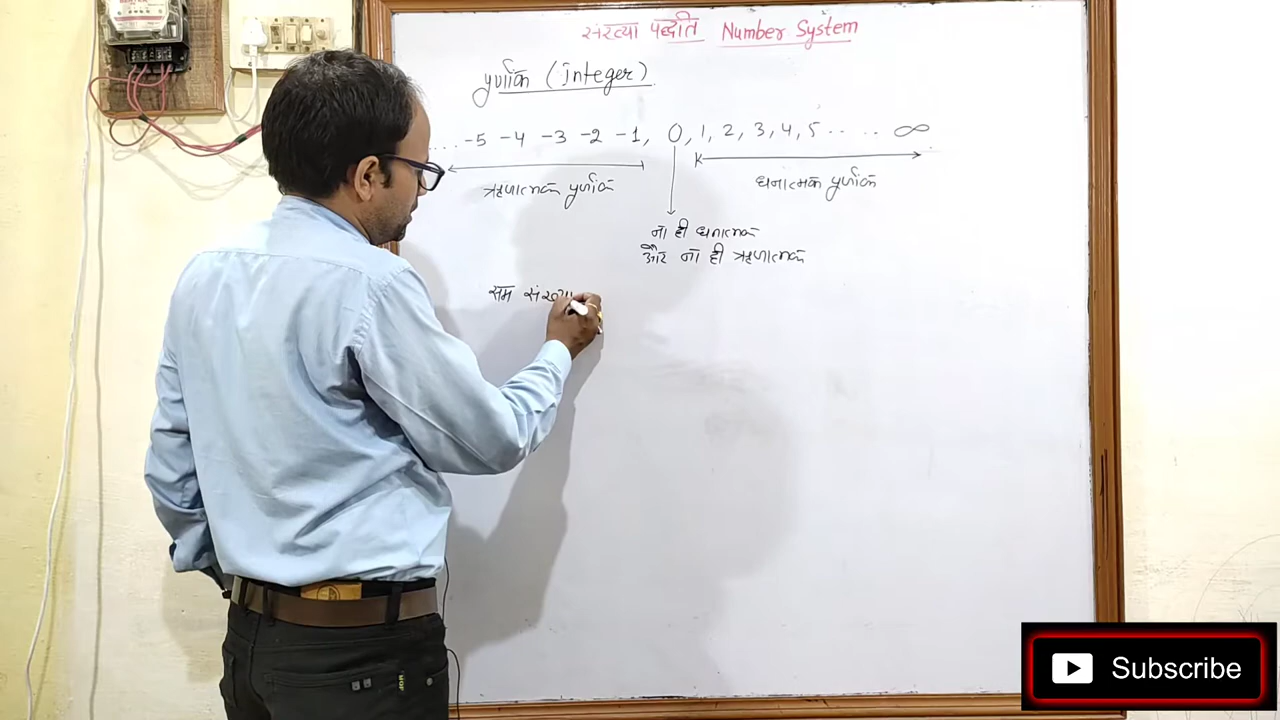 संख्या पद्धति Number System
पूर्णांक (Integer)
.... -5 -4 -3 -2 -1, 0, 1, 2, 3, 4, 5 .... ∞
ऋणात्मक पूर्णांक
धनात्मक पूर्णांक
ना ही धनात्मक
और ना ही ऋणात्मक
सम संख्या
Subscribe